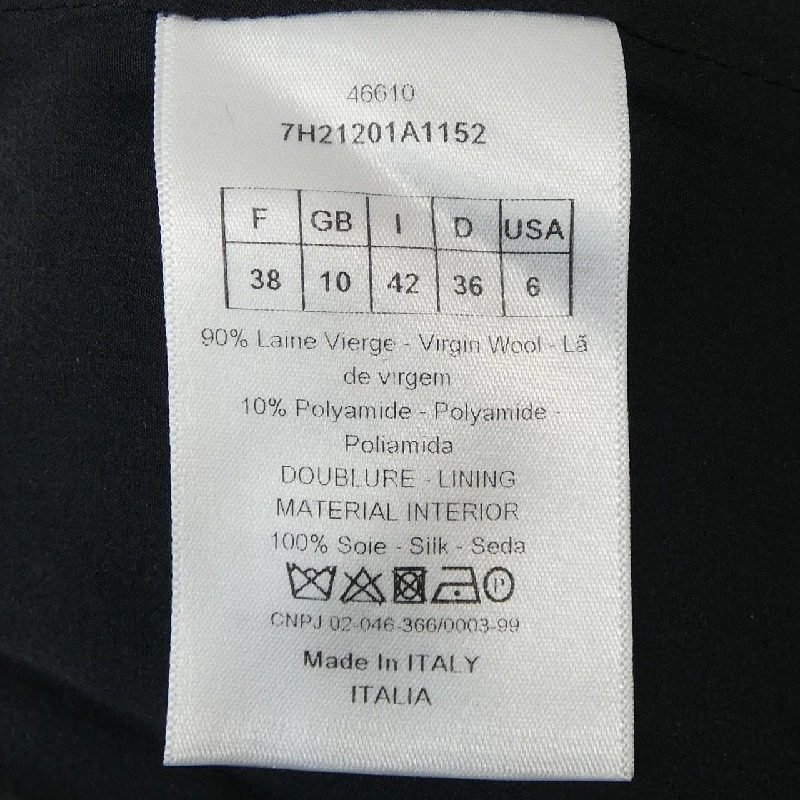 46610
7H21201A1152
F GB I D USA
38 10 42 36 6
90% Laine Vierge - Virgin Wool - Lã
de virgem
10% Polyamide - Polyamide -
Poliamida
DOUBLURE - LINING
MATERIAL INTERIOR
100% Soie - Silk - Seda
P
CNPJ 02-046-366/0003-99
Made In ITALY
ITALIA